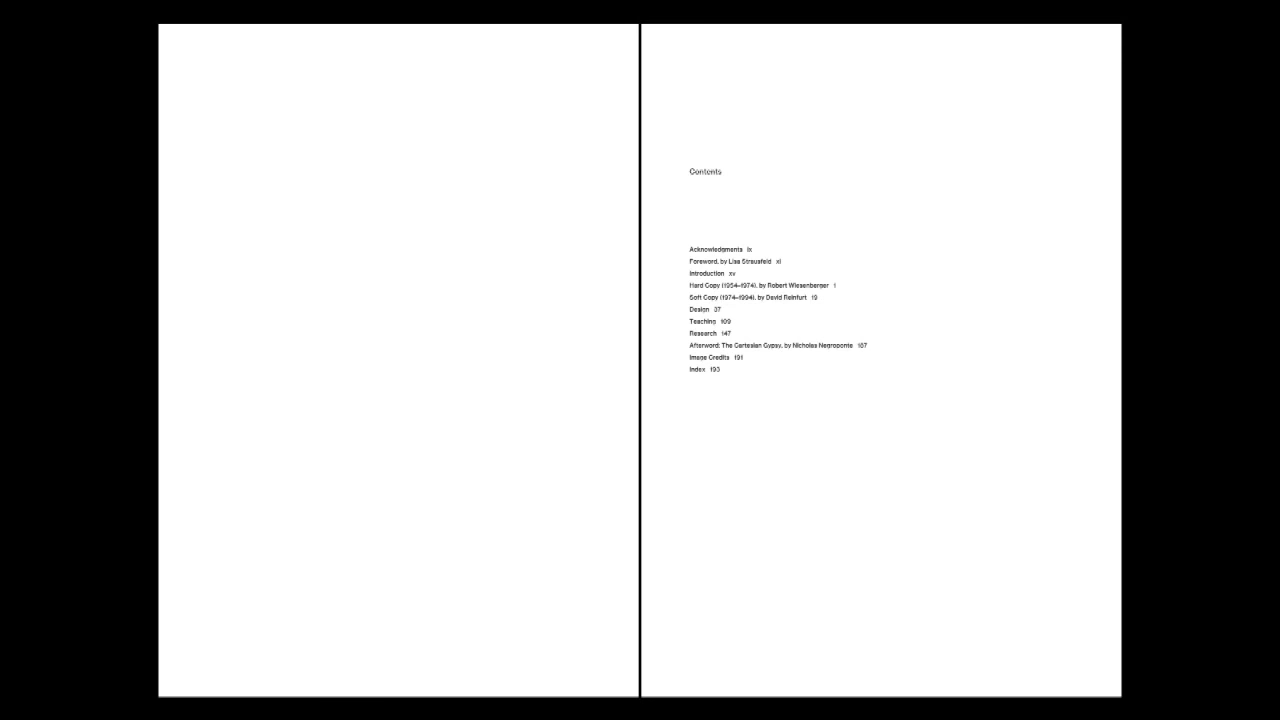 Contents
Acknowledgments ix
Foreword, by Lisa Strausfeld xi
Introduction xv
Hard Copy (1954–1974), by Robert Wiesenberger 1
Soft Copy (1974–1994), by David Reinfurt 19
Design 37
Teaching 109
Research 147
Afterword: The Cartesian Gypsy, by Nicholas Negroponte 187
Image Credits 191
Index 193